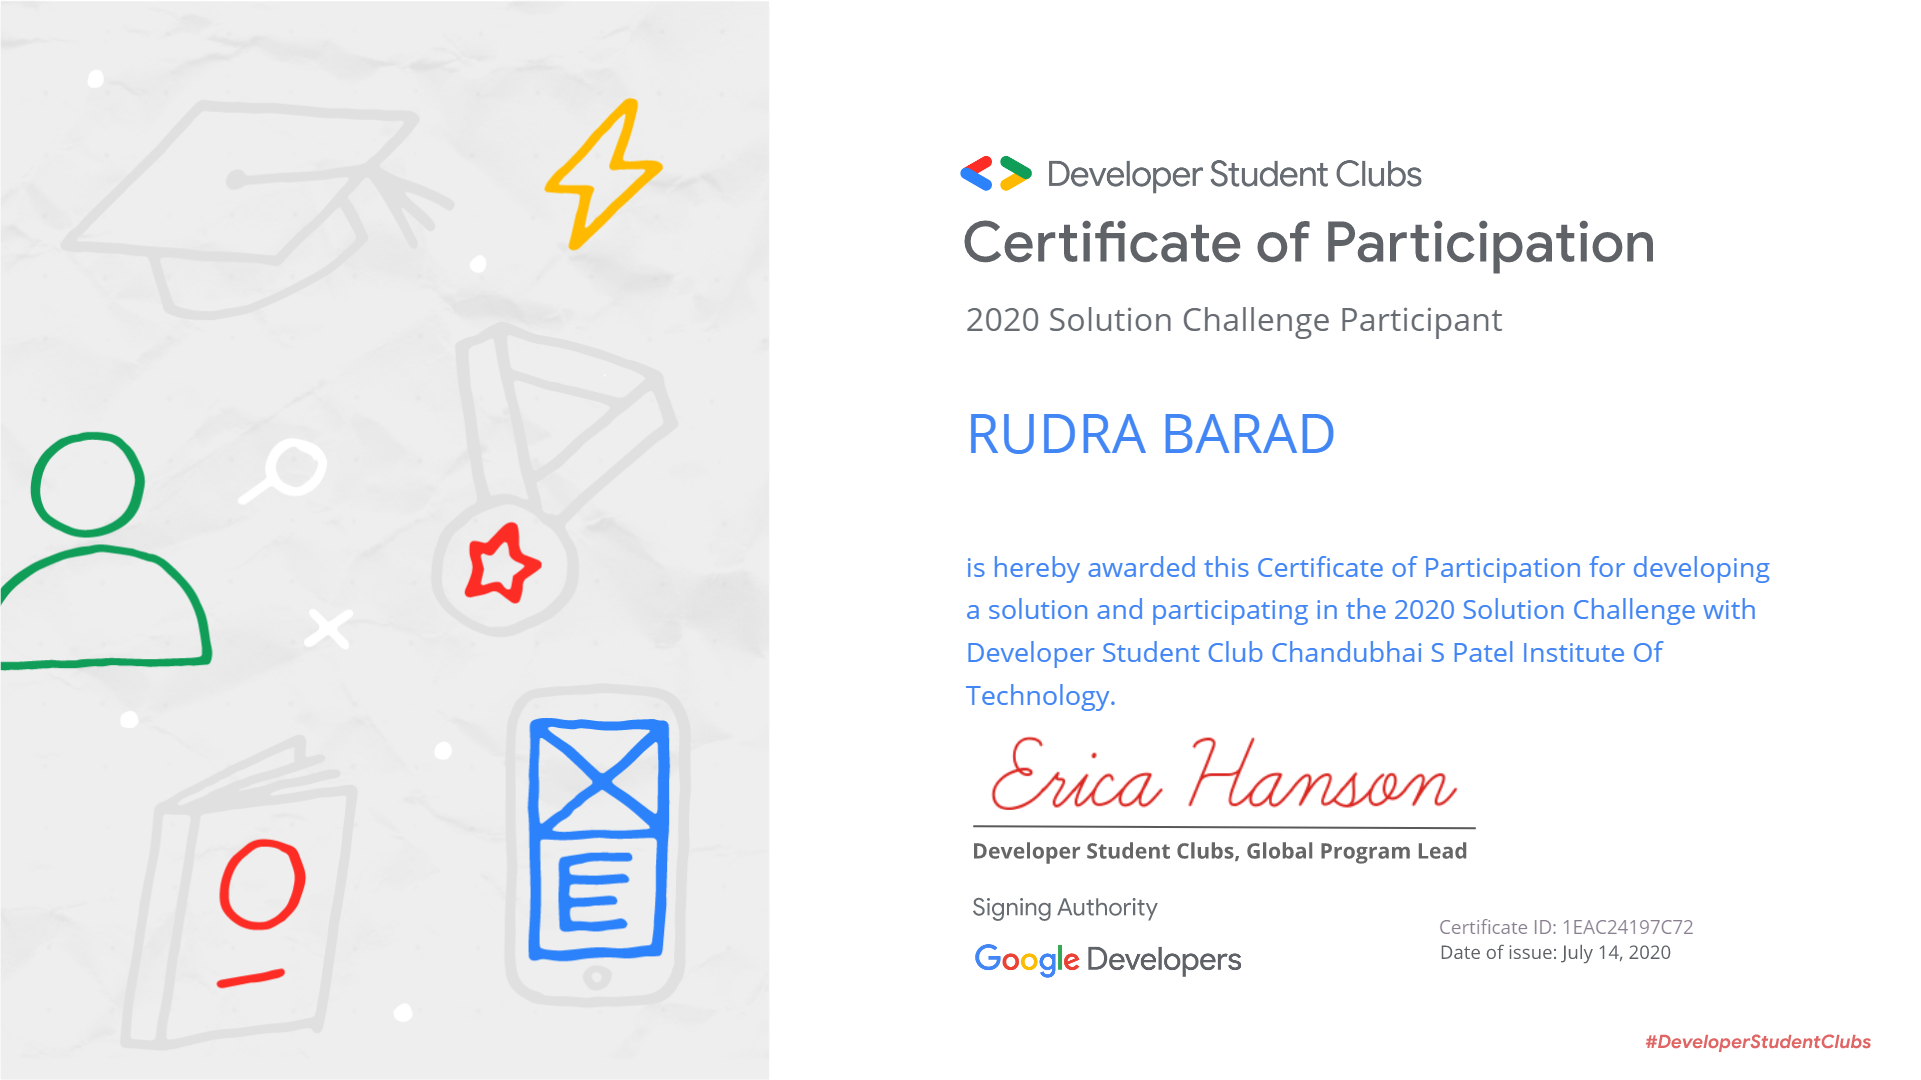 Developer Student Clubs
Certificate of Participation
2020 Solution Challenge Participant
RUDRA BARAD
is hereby awarded this Certificate of Participation for developing
a solution and participating in the 2020 Solution Challenge with
Developer Student Club Chandubhai S Patel Institute Of
Technology.
Erica Hanson
Developer Student Clubs, Global Program Lead
Signing Authority
Google Developers
Certificate ID: 1EAC24197C72
Date of issue: July 14, 2020
#DeveloperStudentClubs